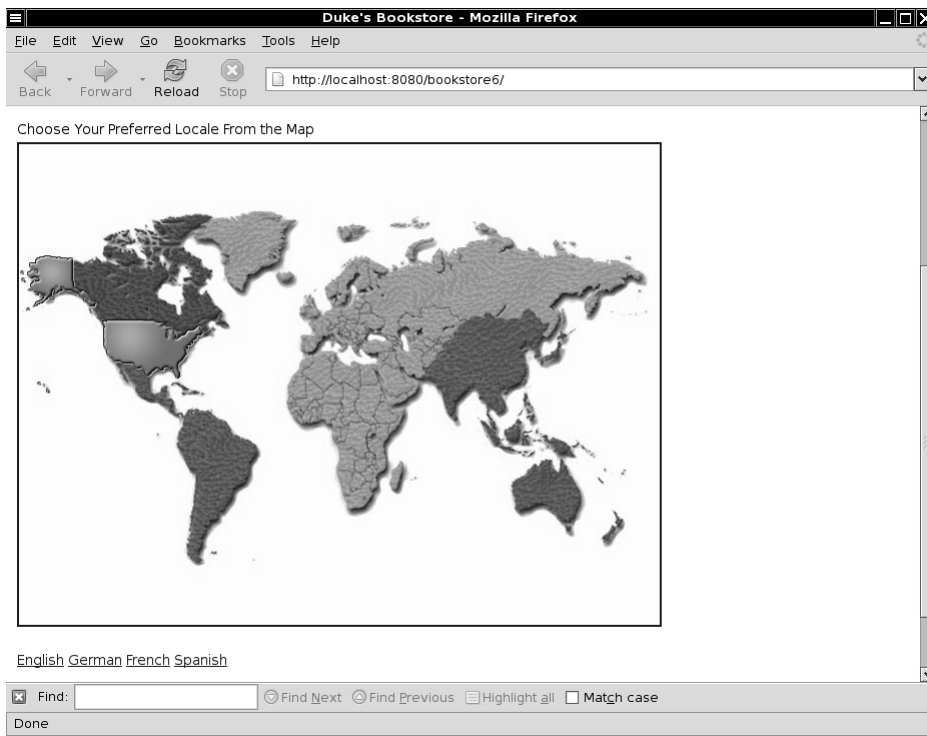 Duke's Bookstore - Mozilla Firefox
File Edit View Go Bookmarks Tools Help
Back Forward Reload Stop http://localhost:8080/bookstore6/
Choose Your Preferred Locale From the Map
English German French Spanish
Find: Find Next Find Previous Highlight all Match case
Done